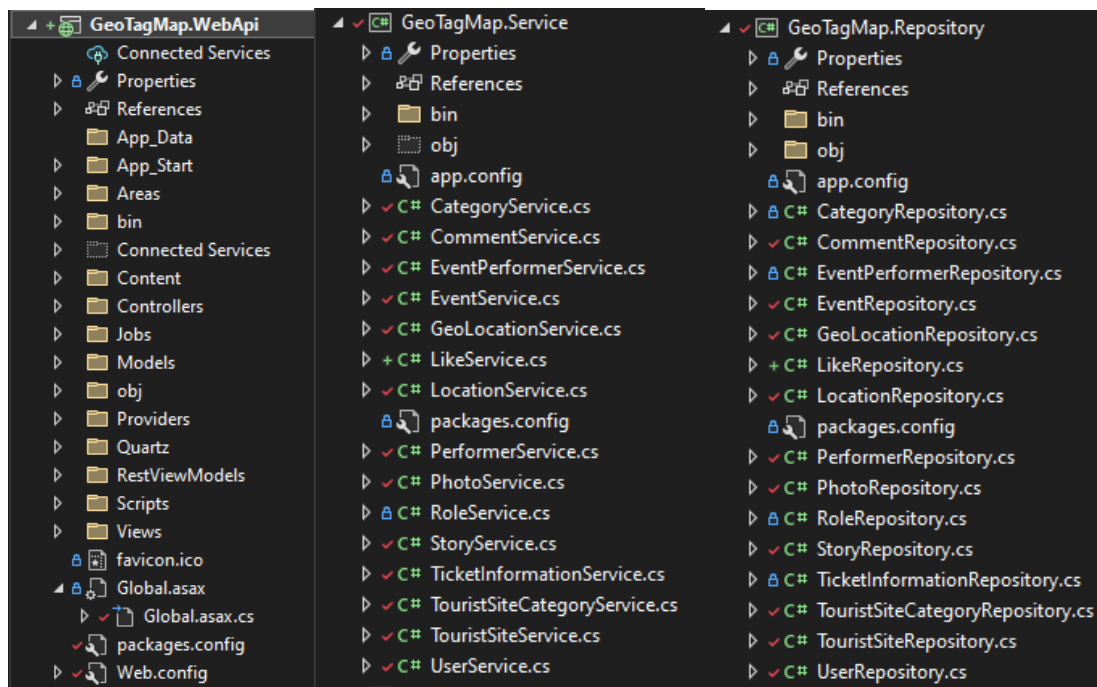 GeoTagMap.WebApi
Connected Services
Properties
References
App_Data
App_Start
Areas
bin
Connected Services
Content
Controllers
Jobs
Models
obj
Providers
Quartz
RestViewModels
Scripts
Views
favicon.ico
Global.asax
Global.asax.cs
packages.config
Web.config
C# GeoTagMap.Service
Properties
References
bin
obj
app.config
C# CategoryService.cs
C# CommentService.cs
C# EventPerformerService.cs
C# EventService.cs
C# GeoLocationService.cs
+ C# LikeService.cs
C# LocationService.cs
packages.config
C# PerformerService.cs
C# PhotoService.cs
C# RoleService.cs
C# StoryService.cs
C# TicketInformationService.cs
C# TouristSiteCategoryService.cs
C# TouristSiteService.cs
C# UserService.cs
C# GeoTagMap.Repository
Properties
References
bin
obj
app.config
C# CategoryRepository.cs
C# CommentRepository.cs
C# EventPerformerRepository.cs
C# EventRepository.cs
C# GeoLocationRepository.cs
+ C# LikeRepository.cs
C# LocationRepository.cs
packages.config
C# PerformerRepository.cs
C# PhotoRepository.cs
C# RoleRepository.cs
C# StoryRepository.cs
C# TicketInformationRepository.cs
C# TouristSiteCategoryRepository.cs
C# TouristSiteRepository.cs
C# UserRepository.cs